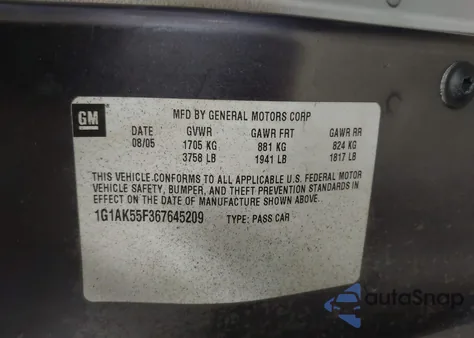 GM
MFD BY GENERAL MOTORS CORP
DATE GVWR GAWR FRT GAWR RR
08/05 1705 KG 881 KG 824 KG
3758 LB 1941 LB 1817 LB
THIS VEHICLE CONFORMS TO ALL APPLICABLE U.S. FEDERAL MOTOR
VEHICLE SAFETY, BUMPER, AND THEFT PREVENTION STANDARDS IN
EFFECT ON THE DATE OF MANUFACTURE SHOWN ABOVE.
1G1AK55F367645209 TYPE: PASS CAR
autoSnap